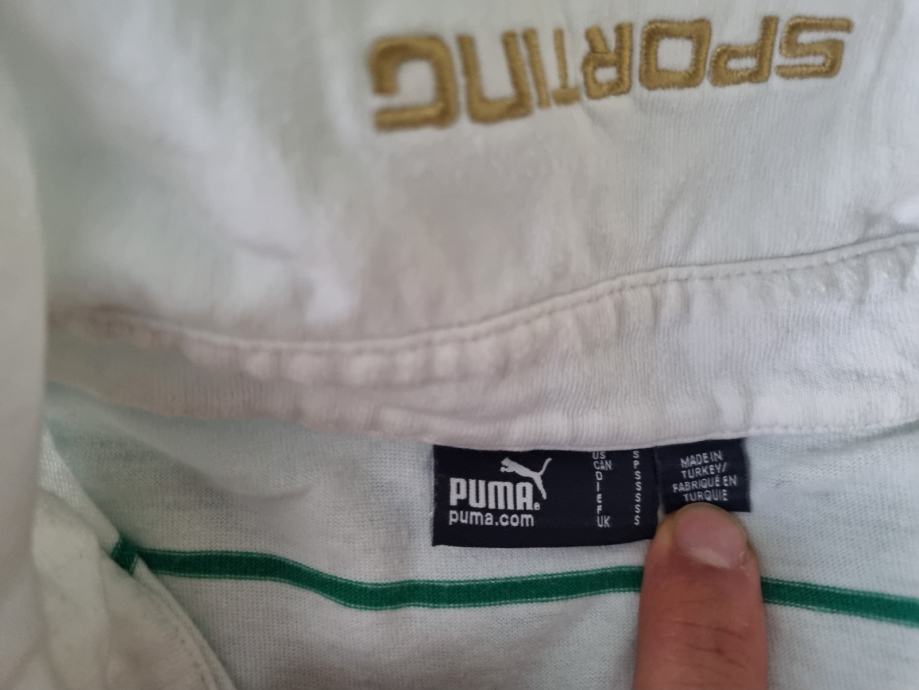 SPORTING
PUMA®
puma.com
US S
CAN P
D S
I S
E S
F S
UK S
MADE IN
TURKEY/
FABRIQUÉ EN
TURQUIE